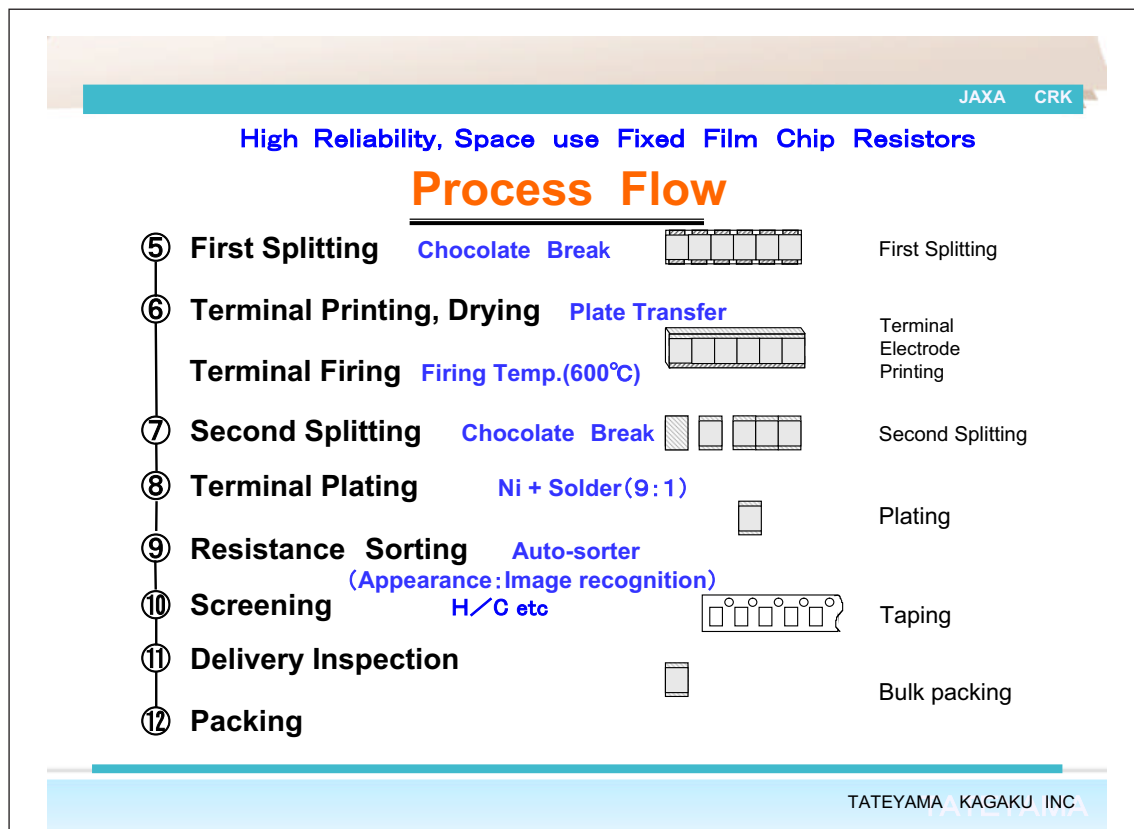 JAXA CRK
High Reliability, Space use Fixed Film Chip Resistors
Process Flow
⑤ First Splitting Chocolate Break First Splitting
⑥ Terminal Printing, Drying Plate Transfer
Terminal
Electrode
Printing
Terminal Firing Firing Temp.(600℃)
⑦ Second Splitting Chocolate Break Second Splitting
⑧ Terminal Plating Ni + Solder(9:1)
Plating
⑨ Resistance Sorting Auto-sorter
(Appearance:Image recognition)
⑩ Screening H/C etc
Taping
⑪ Delivery Inspection
Bulk packing
⑫ Packing
TATEYAMA KAGAKU INC
TATEYAMA